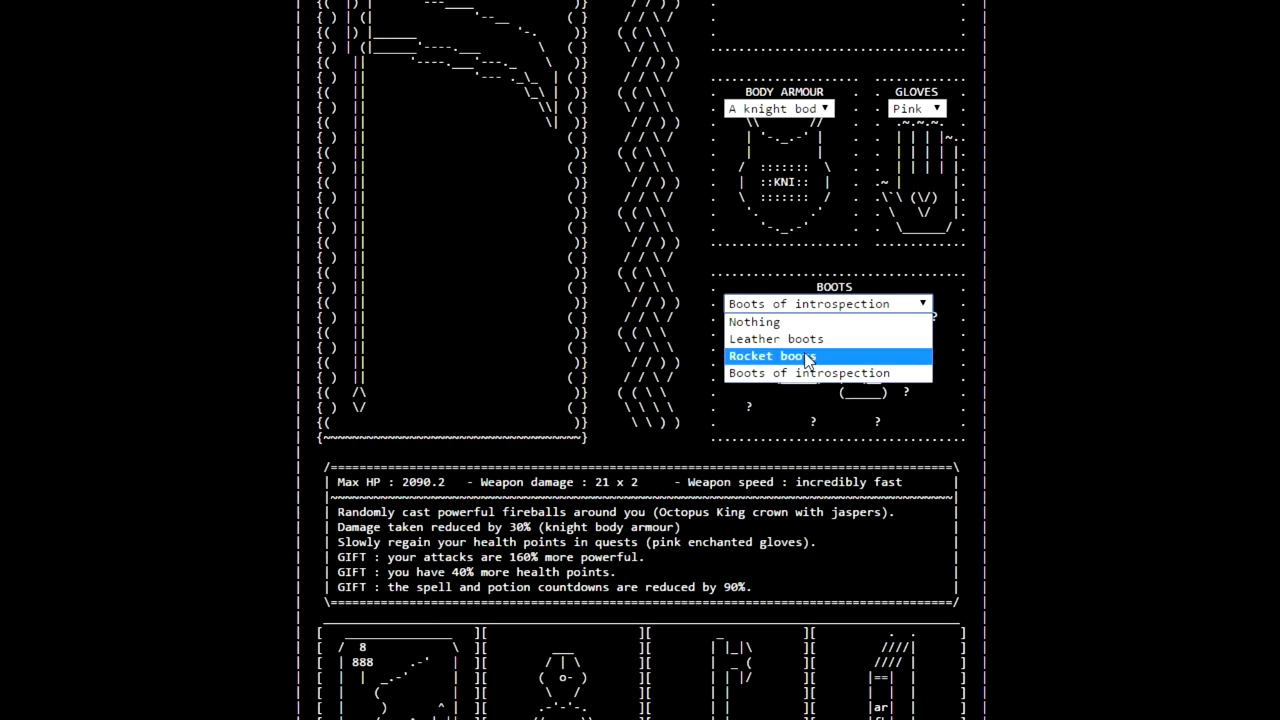 BODY ARMOUR
GLOVES
A knight bod
Pink
::KNI::
BOOTS
Boots of introspection
Nothing
Leather boots
Rocket boots
Boots of introspection
Max HP : 2090.2 - Weapon damage : 21 x 2 - Weapon speed : incredibly fast
Randomly cast powerful fireballs around you (Octopus King crown with jaspers).
Damage taken reduced by 30% (knight body armour)
Slowly regain your health points in quests (pink enchanted gloves).
GIFT : your attacks are 160% more powerful.
GIFT : you have 40% more health points.
GIFT : the spell and potion countdowns are reduced by 90%.
8
888
ar